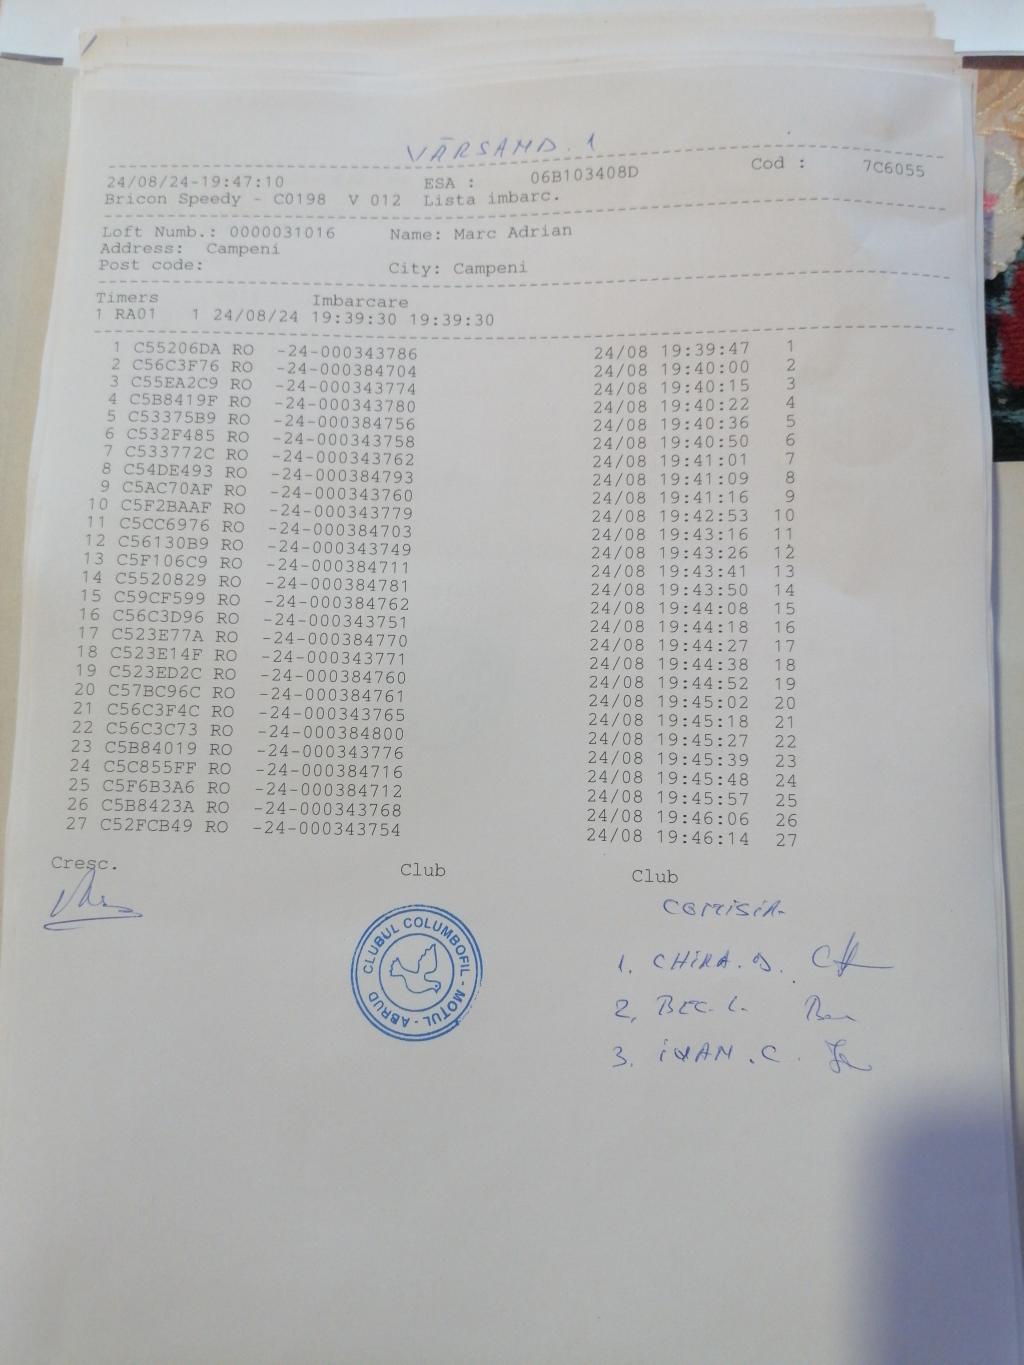 VĂRSAND. 1
24/08/24-19:47:10 ESA : 06B103408D Cod : 7C6055
Bricon Speedy - C0198 V 012 Lista imbarc.
Loft Numb.: 0000031016 Name: Marc Adrian
Address: Campeni
Post code: City: Campeni
Timers Imbarcare
1 RA01 1 24/08/24 19:39:30 19:39:30
1 C55206DA RO -24-000343786 24/08 19:39:47 1
2 C56C3F76 RO -24-000384704 24/08 19:40:00 2
3 C55EA2C9 RO -24-000343774 24/08 19:40:15 3
4 C5B8419F RO -24-000343780 24/08 19:40:22 4
5 C53375B9 RO -24-000384756 24/08 19:40:36 5
6 C532F485 RO -24-000343758 24/08 19:40:50 6
7 C533772C RO -24-000343762 24/08 19:41:01 7
8 C54DE493 RO -24-000384793 24/08 19:41:09 8
9 C5AC70AF RO -24-000343760 24/08 19:41:16 9
10 C5F2BAAF RO -24-000343779 24/08 19:42:53 10
11 C5CC6976 RO -24-000384703 24/08 19:43:16 11
12 C56130B9 RO -24-000343749 24/08 19:43:26 12
13 C5F106C9 RO -24-000384711 24/08 19:43:41 13
14 C5520829 RO -24-000384781 24/08 19:43:50 14
15 C59CF599 RO -24-000384762 24/08 19:44:08 15
16 C56C3D96 RO -24-000343751 24/08 19:44:18 16
17 C523E77A RO -24-000384770 24/08 19:44:27 17
18 C523E14F RO -24-000343771 24/08 19:44:38 18
19 C523ED2C RO -24-000384760 24/08 19:44:52 19
20 C57BC96C RO -24-000384761 24/08 19:45:02 20
21 C56C3F4C RO -24-000343765 24/08 19:45:18 21
22 C56C3C73 RO -24-000384800 24/08 19:45:27 22
23 C5B84019 RO -24-000343776 24/08 19:45:39 23
24 C5C855FF RO -24-000384716 24/08 19:45:48 24
25 C5F6B3A6 RO -24-000384712 24/08 19:45:57 25
26 C5B8423A RO -24-000343768 24/08 19:46:06 26
27 C52FCB49 RO -24-000343754 24/08 19:46:14 27
Cresc. Club Club
COMISIA
CLUBUL COLUMBOFIL - MOTUL - ABRUD
1. CHIRA. D.
2. BEC. L.
3. IOAN. C.